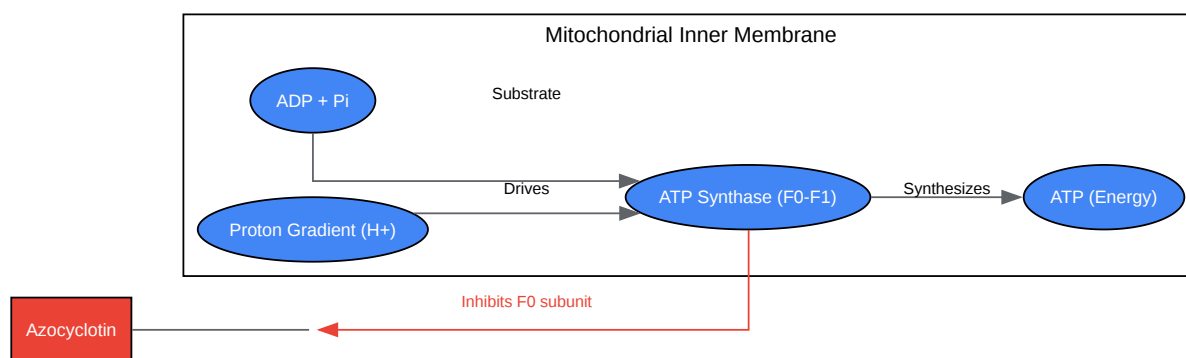 Mitochondrial Inner Membrane
ADP + Pi
Substrate
Drives
Proton Gradient (H+)
ATP Synthase (F0-F1)
Synthesizes
ATP (Energy)
Inhibits F0 subunit
Azocyclotin